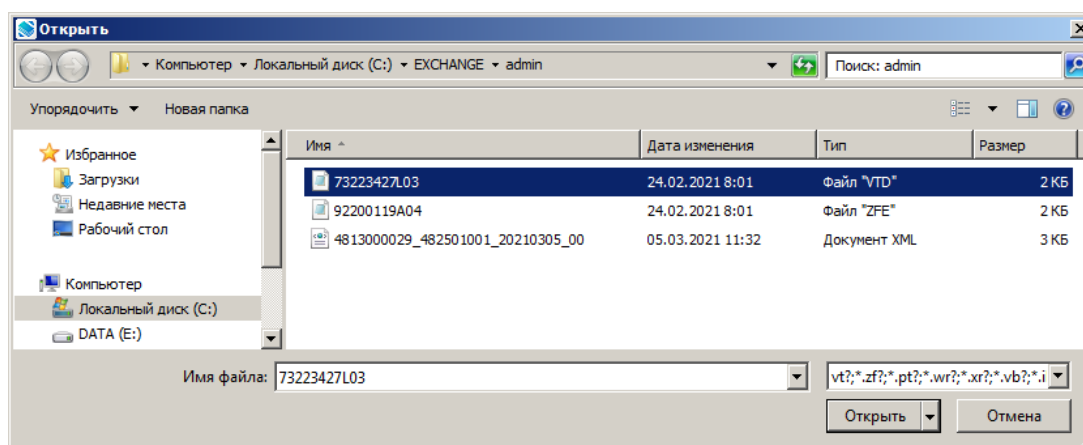 Открыть
Компьютер Локальный диск (C:) EXCHANGE admin Поиск: admin
Упорядочить Новая папка
Избранное
Загрузки
Недавние места
Рабочий стол
Компьютер
Локальный диск (C:)
DATA (E:)
Имя Дата изменения Тип Размер
73223427L03 24.02.2021 8:01 Файл "VTD" 2 КБ
92200119A04 24.02.2021 8:01 Файл "ZFE" 2 КБ
4813000029_482501001_20210305_00 05.03.2021 11:32 Документ XML 3 КБ
Имя файла: 73223427L03 vt?;*.zf?;*.pt?;*.wr?;*.xr?;*.vb?;*.i
Открыть Отмена